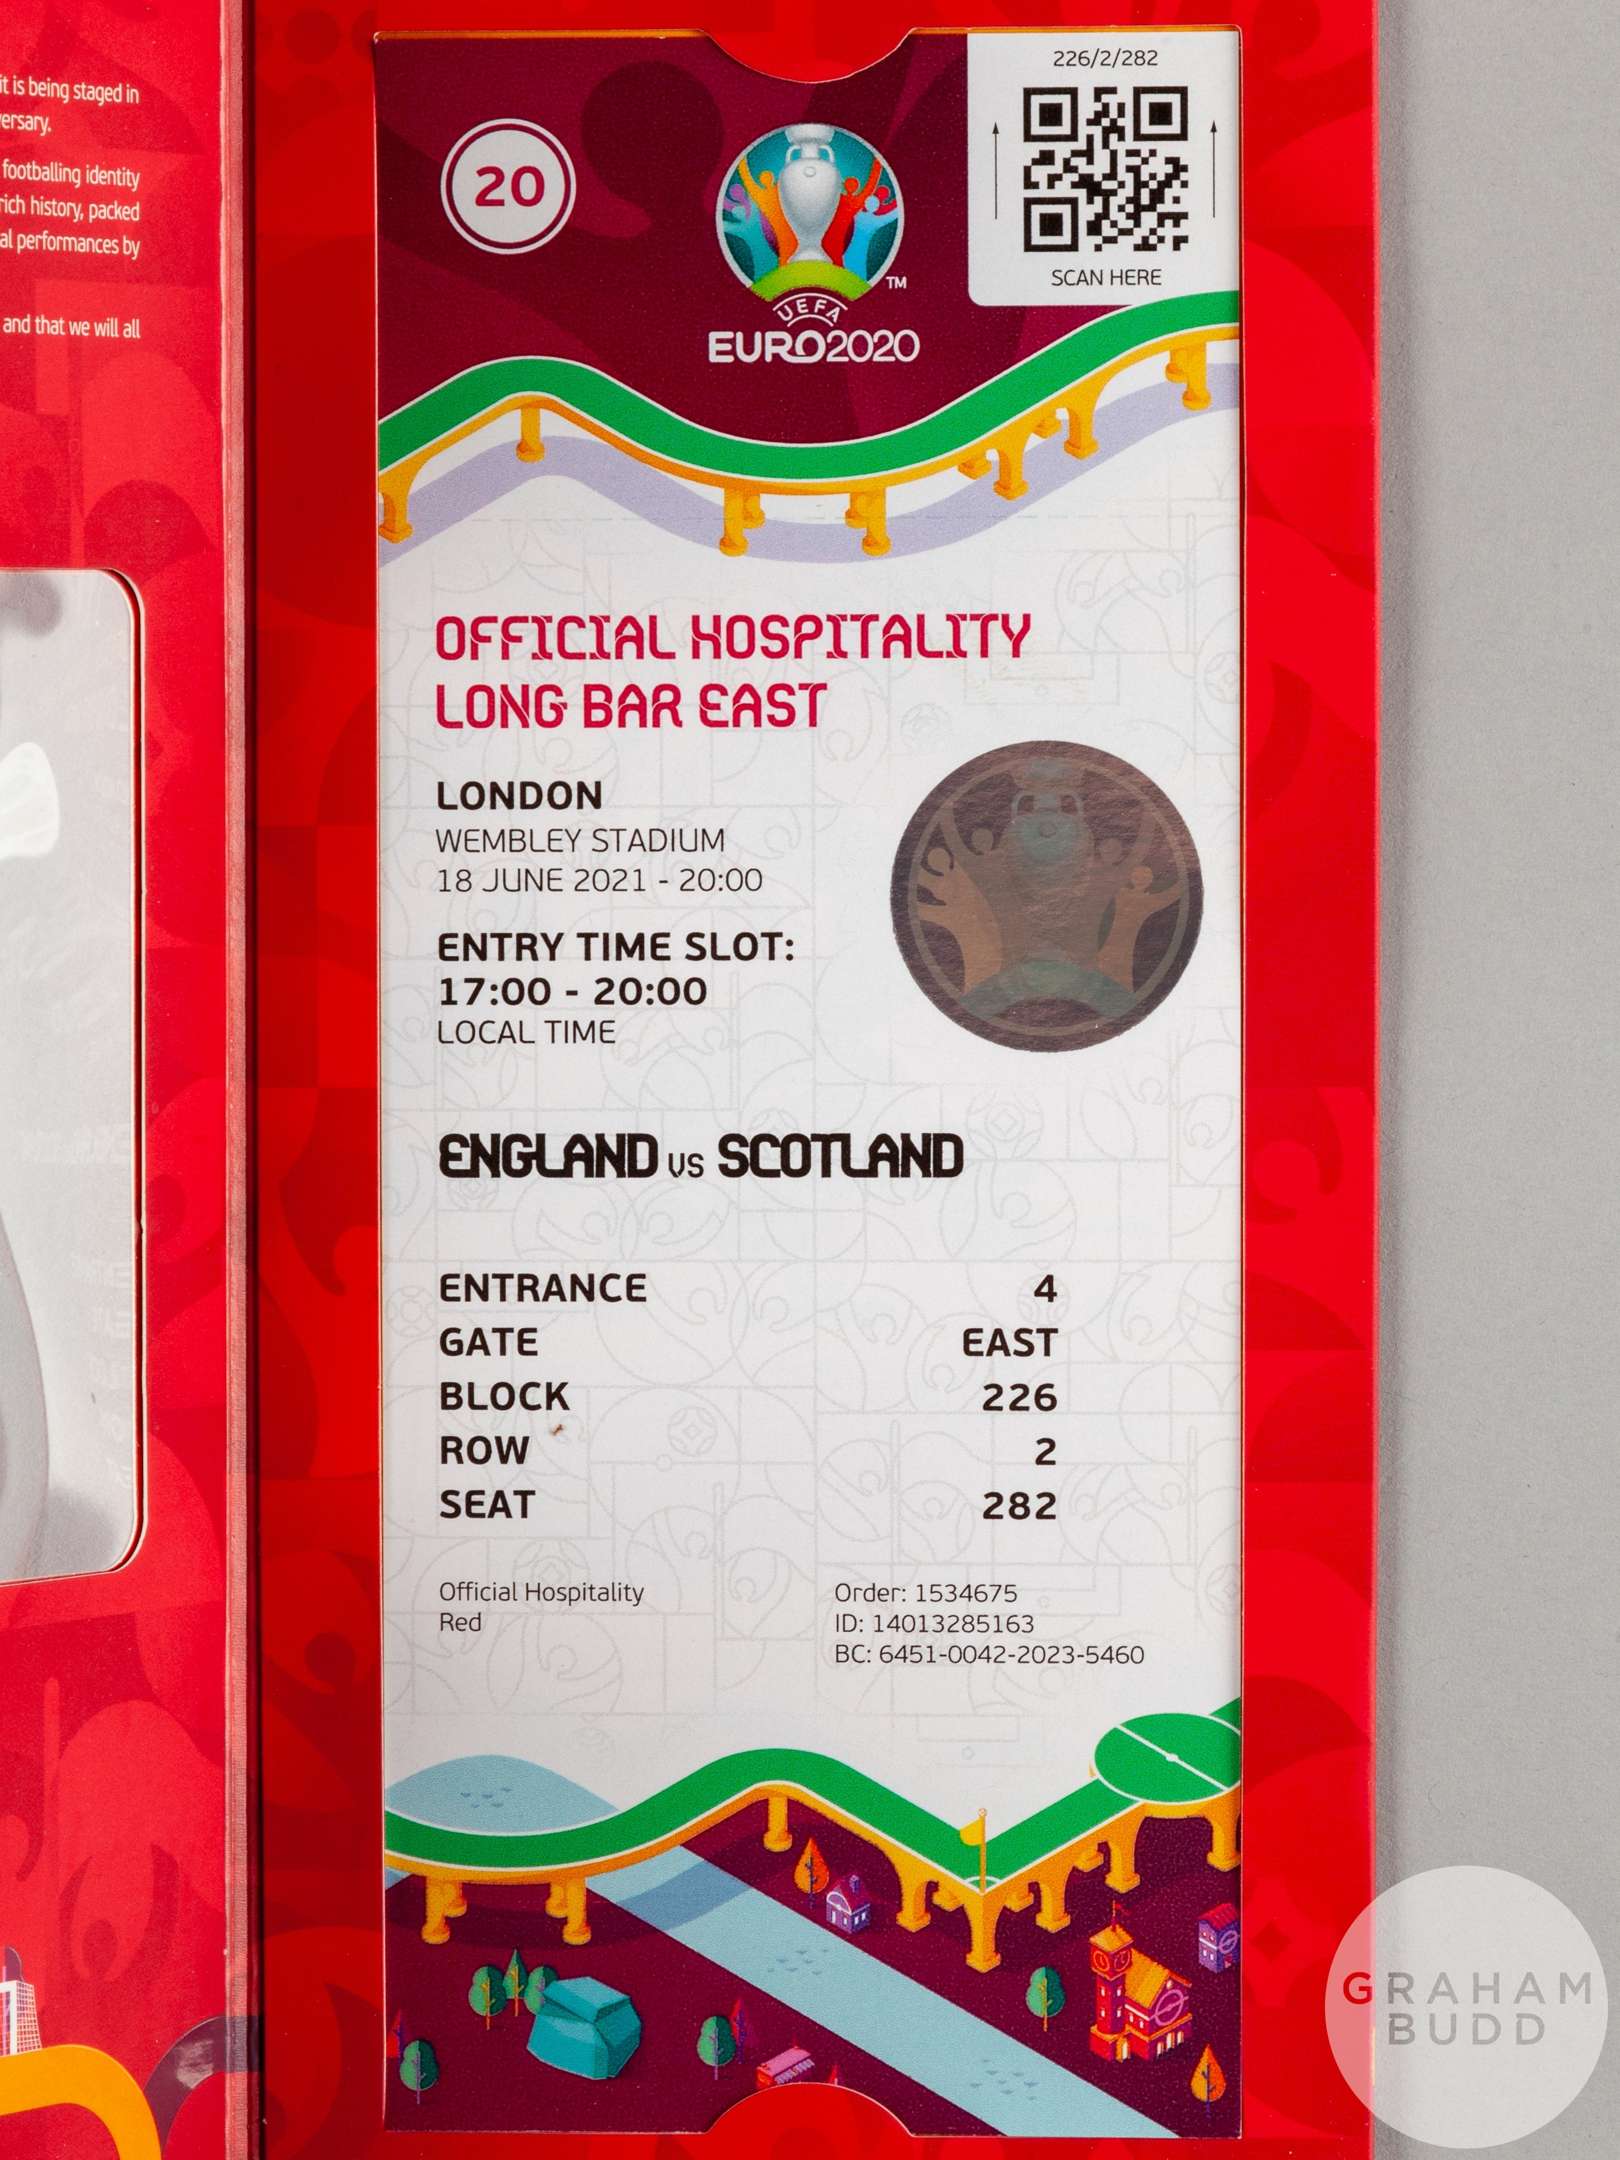 it is being staged in
ersary.
footballing identity
rich history, packed
al performances by
and that we will all
226/2/282
20
SCAN HERE
TM
UEFA
EURO2020
OFFICIAL HOSPITALITY
LONG BAR EAST
LONDON
WEMBLEY STADIUM
18 JUNE 2021 - 20:00
ENTRY TIME SLOT:
17:00 - 20:00
LOCAL TIME
ENGLAND VS SCOTLAND
ENTRANCE 4
GATE EAST
BLOCK 226
ROW 2
SEAT 282
Official Hospitality
Red
Order: 1534675
ID: 14013285163
BC: 6451-0042-2023-5460
GRAHAM
BUDD